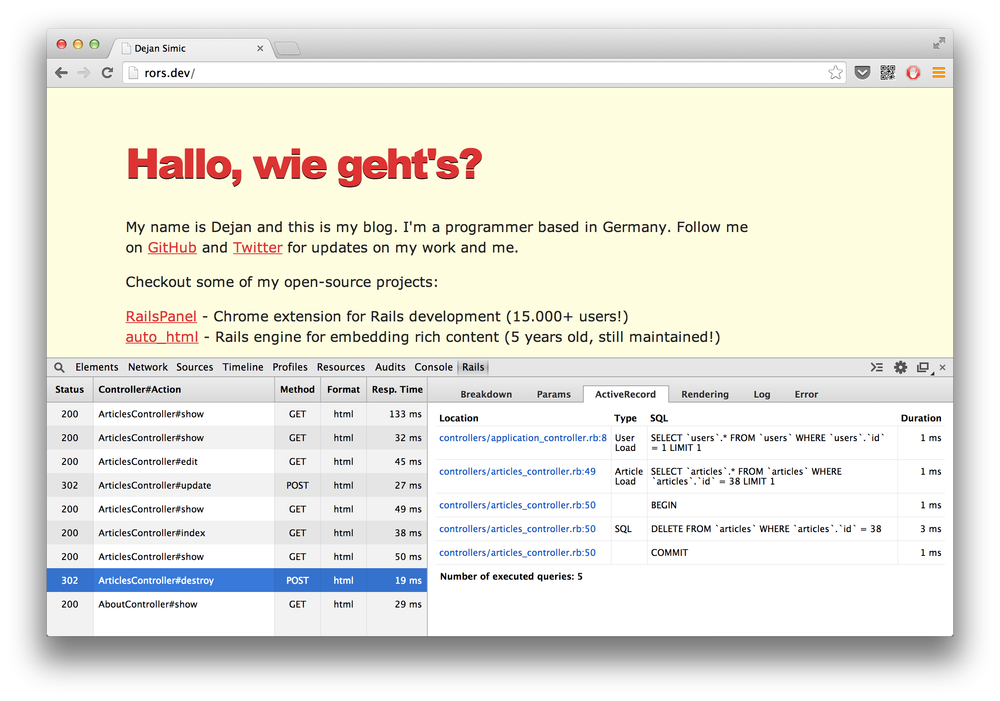 Dejan Simic
rors.dev/
Hallo, wie geht's?
My name is Dejan and this is my blog. I'm a programmer based in Germany. Follow me
on GitHub and Twitter for updates on my work and me.
Checkout some of my open-source projects:
RailsPanel - Chrome extension for Rails development (15.000+ users!)
auto_html - Rails engine for embedding rich content (5 years old, still maintained!)
Elements Network Sources Timeline Profiles Resources Audits Console Rails
Status Controller#Action Method Format Resp. Time
200 ArticlesController#show GET html 133 ms
200 ArticlesController#show GET html 32 ms
200 ArticlesController#edit GET html 45 ms
302 ArticlesController#update POST html 27 ms
200 ArticlesController#show GET html 49 ms
200 ArticlesController#index GET html 38 ms
200 ArticlesController#show GET html 50 ms
302 ArticlesController#destroy POST html 19 ms
200 AboutController#show GET html 29 ms
Breakdown Params ActiveRecord Rendering Log Error
Location Type SQL Duration
controllers/application_controller.rb:8 User SELECT `users`.* FROM `users` WHERE `users`.`id` 1 ms
Load = 1 LIMIT 1
controllers/articles_controller.rb:49 Article SELECT `articles`.* FROM `articles` WHERE 1 ms
Load `articles`.`id` = 38 LIMIT 1
controllers/articles_controller.rb:50 BEGIN 1 ms
controllers/articles_controller.rb:50 SQL DELETE FROM `articles` WHERE `articles`.`id` = 38 3 ms
controllers/articles_controller.rb:50 COMMIT 1 ms
Number of executed queries: 5